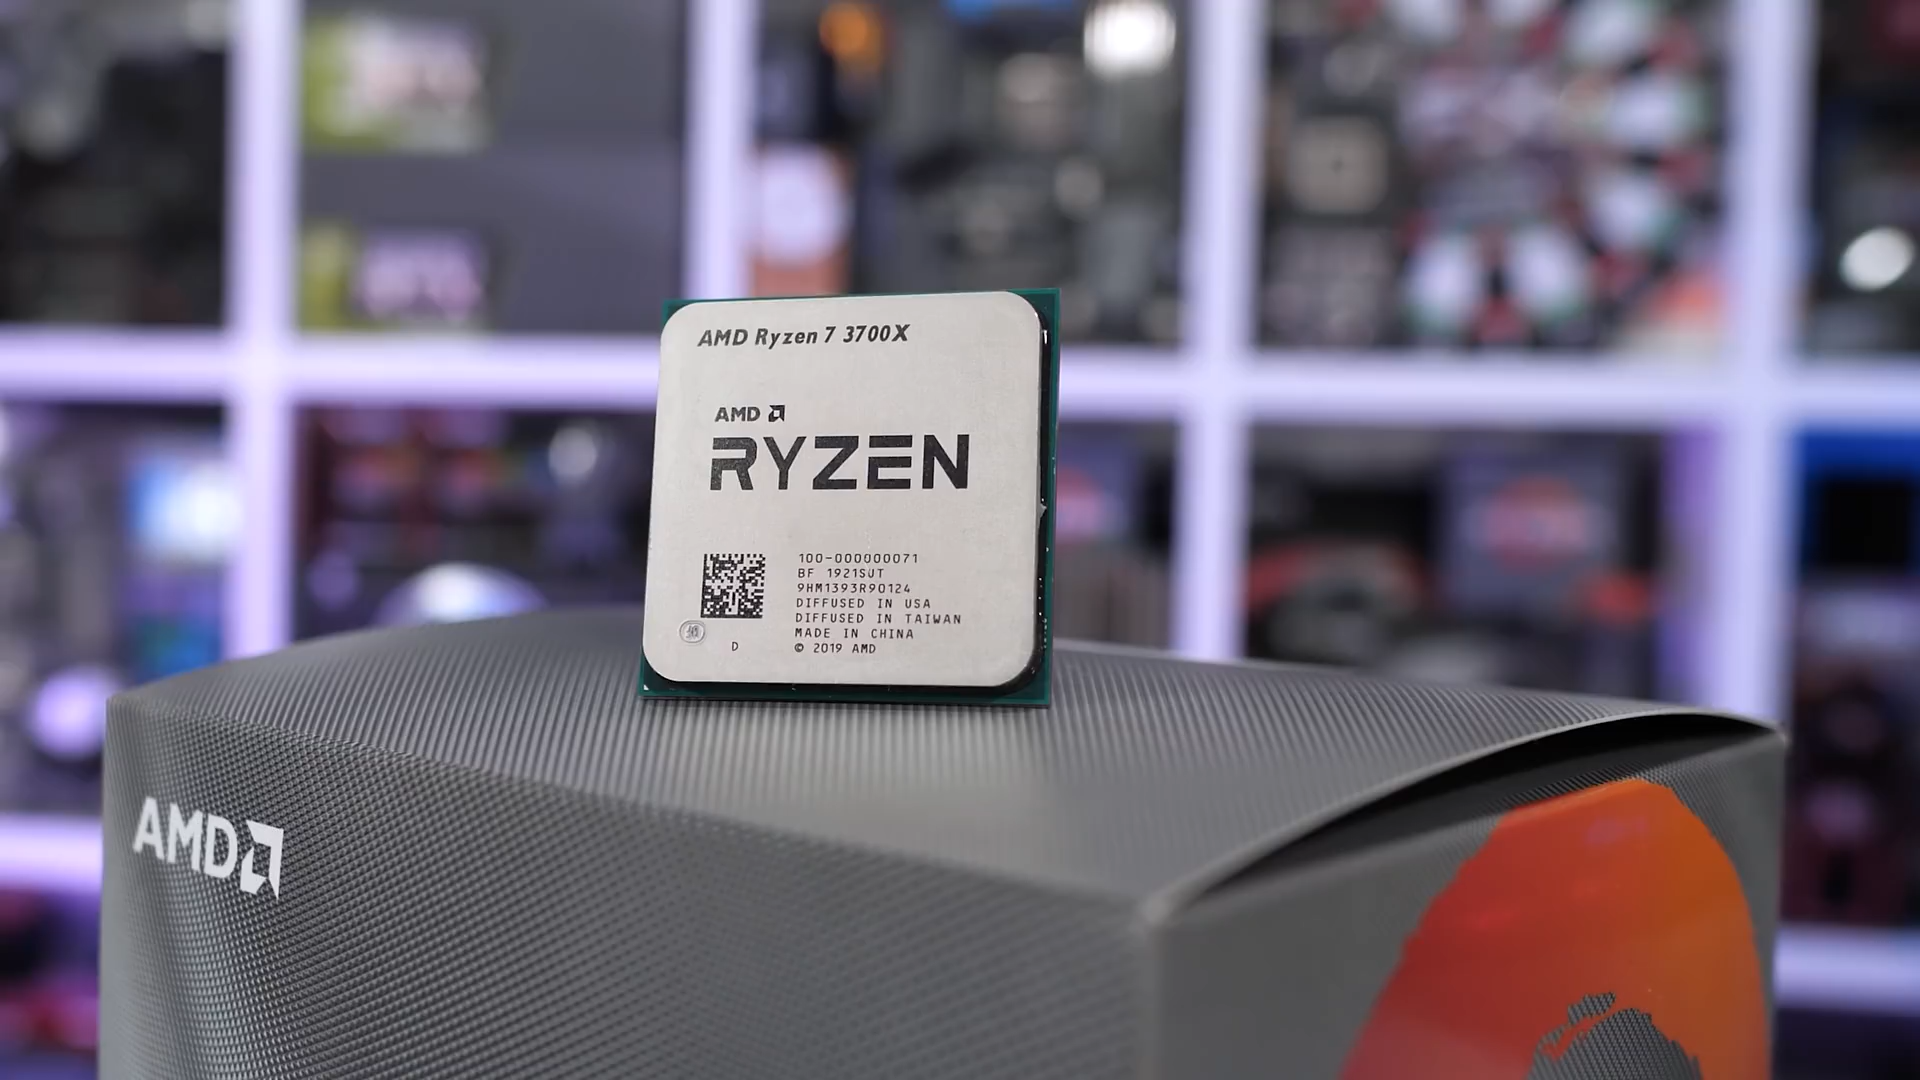 AMD Ryzen 7 3700X
AMD
RYZEN
100-000000071
BF 1921SUT
9HM1393R90124
DIFFUSED IN USA
DIFFUSED IN TAIWAN
MADE IN CHINA
D
© 2019 AMD
AMD